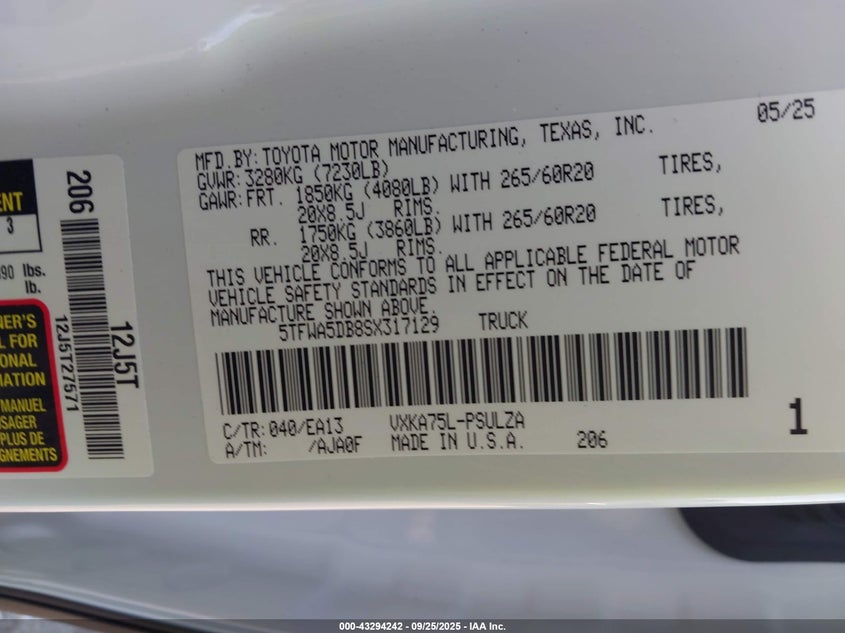 05/25
MFD.BY: TOYOTA MOTOR MANUFACTURING, TEXAS, INC.
GVWR: 3280KG (7230LB)
GAWR: FRT. 1850KG (4080LB) WITH 265/60R20 TIRES,
20X8.5J RIMS.
RR. 1750KG (3860LB) WITH 265/60R20 TIRES,
20X8.5J RIMS.
THIS VEHICLE CONFORMS TO ALL APPLICABLE FEDERAL MOTOR
VEHICLE SAFETY STANDARDS IN EFFECT ON THE DATE OF
MANUFACTURE SHOWN ABOVE.
5TFWA5DB8SX317129 TRUCK
C/TR: 040/EA13 VXKA75L-PSULZA
A/TM: /AJA0F MADE IN U.S.A. 206
1
206
12J5T27571
12J5T
ENT
3
90 lbs.
lb.
NER'S
L FOR
IONAL
MATION
MANUEL
USAGER
PLUS DE
GNEMENTS
000-43294242 - 09/25/2025 - IAA Inc.